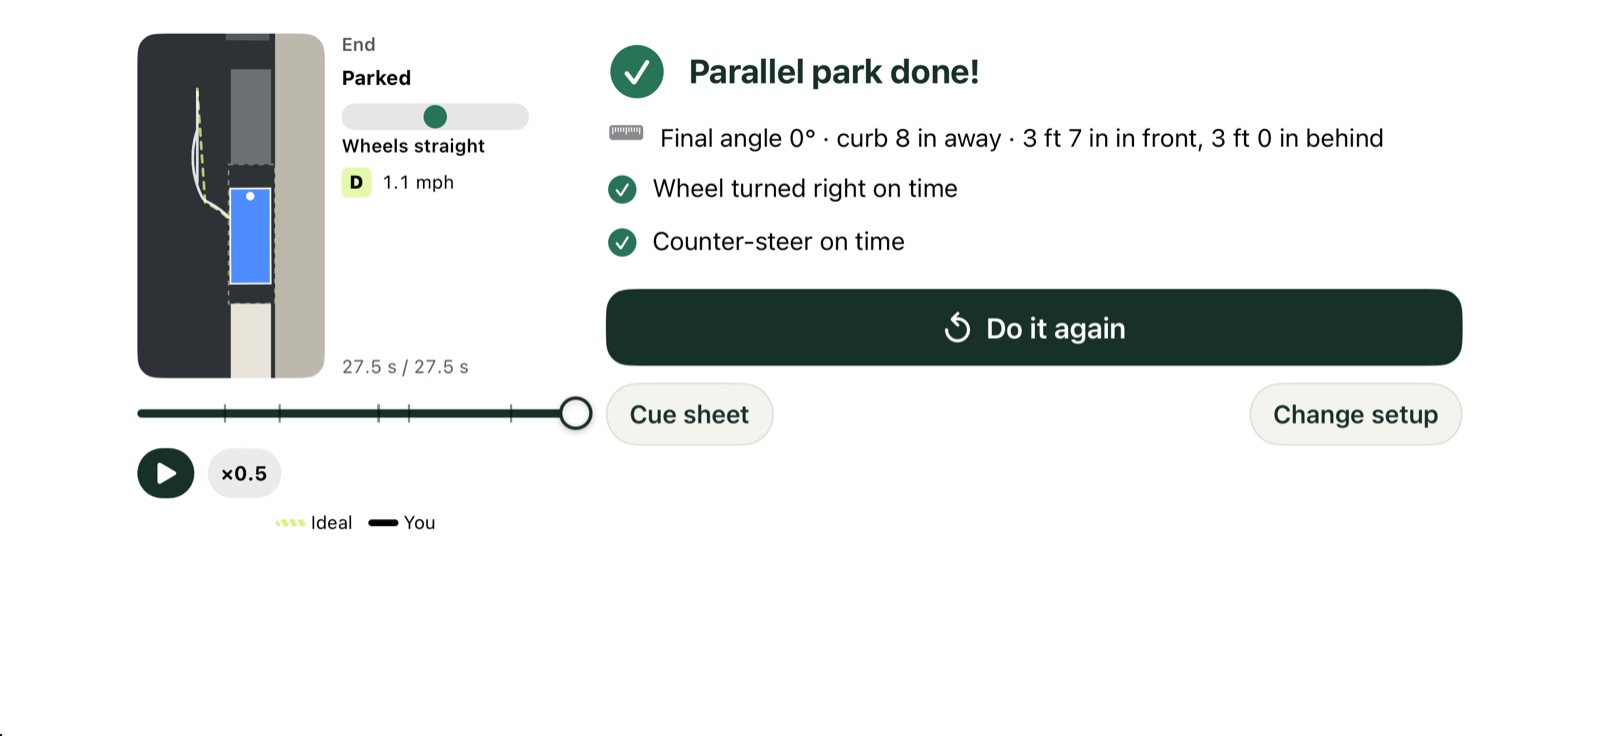 End
Parked
Wheels straight
D 1.1 mph
27.5 s / 27.5 s
×0.5
Ideal You
Parallel park done!
Final angle 0° · curb 8 in away · 3 ft 7 in in front, 3 ft 0 in behind
Wheel turned right on time
Counter-steer on time
Do it again
Cue sheet
Change setup